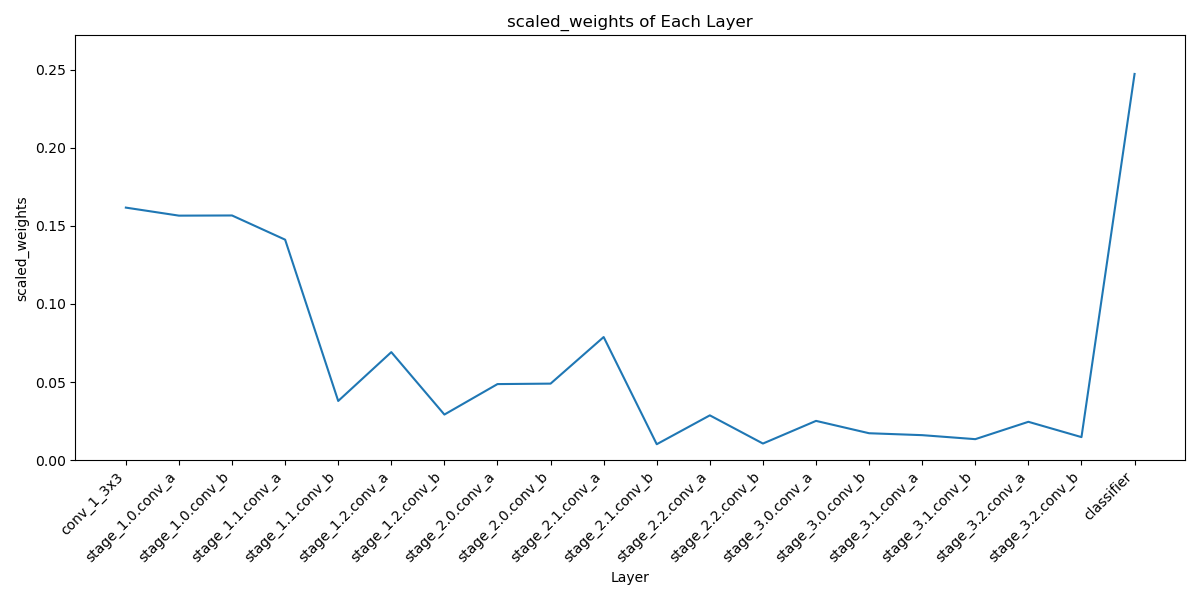 scaled_weights of Each Layer
scaled_weights
0.25
0.20
0.15
0.10
0.05
0.00
conv_1_3x3
stage_1.0.conv_a
stage_1.0.conv_b
stage_1.1.conv_a
stage_1.1.conv_b
stage_1.2.conv_a
stage_1.2.conv_b
stage_2.0.conv_a
stage_2.0.conv_b
stage_2.1.conv_a
stage_2.1.conv_b
stage_2.2.conv_a
stage_2.2.conv_b
stage_3.0.conv_a
stage_3.0.conv_b
stage_3.1.conv_a
stage_3.1.conv_b
stage_3.2.conv_a
stage_3.2.conv_b
classifier
Layer